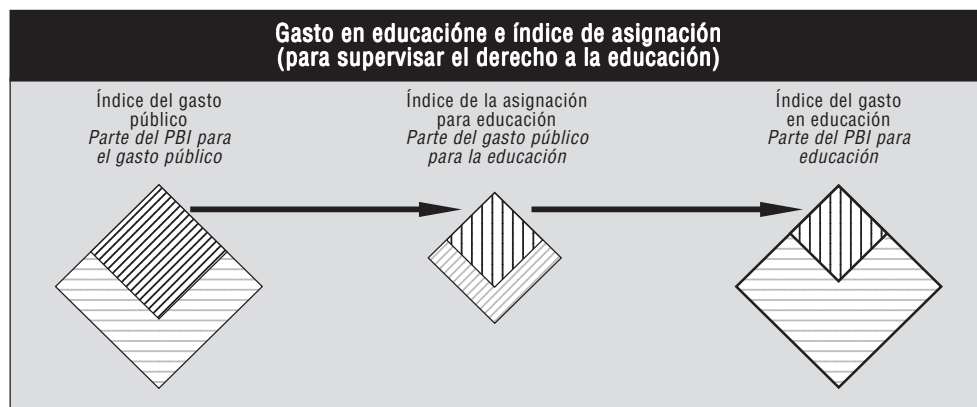 Gasto en educacióne e índice de asignación
(para supervisar el derecho a la educación)
Índice del gasto
público
Parte del PBI para
el gasto público
Índice de la asignación
para educación
Parte del gasto público
para la educación
Índice del gasto
en educación
Parte del PBI para
educación